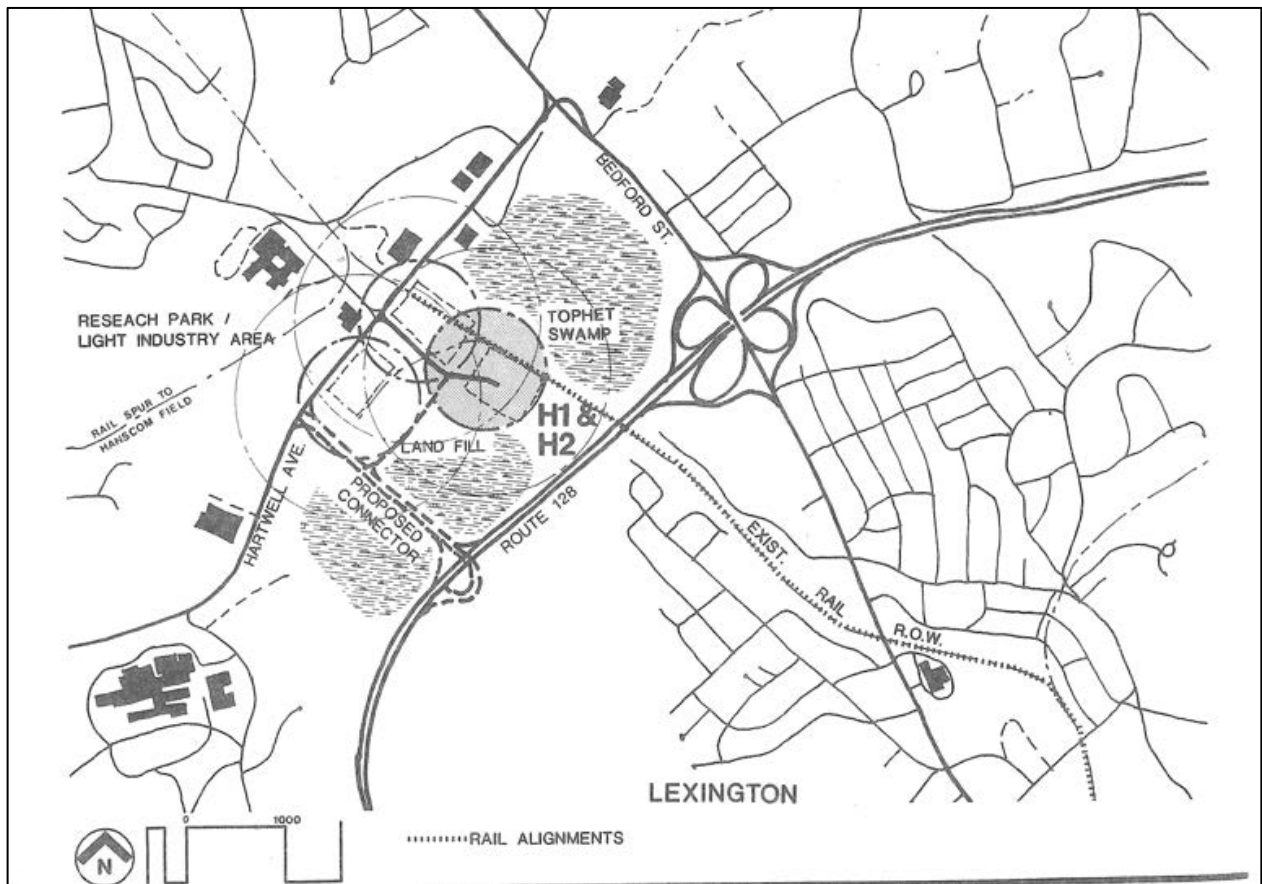 BEDFORD ST.
TOPHET
SWAMP
RESEACH PARK /
LIGHT INDUSTRY AREA
RAIL SPUR TO
HANSCOM FIELD
H1 &
H2
LAND FILL
HARTWELL AVE.
PROPOSED
CONNECTOR
ROUTE 128
EXIST.
RAIL
R.O.W.
LEXINGTON
0 1000
N
RAIL ALIGNMENTS